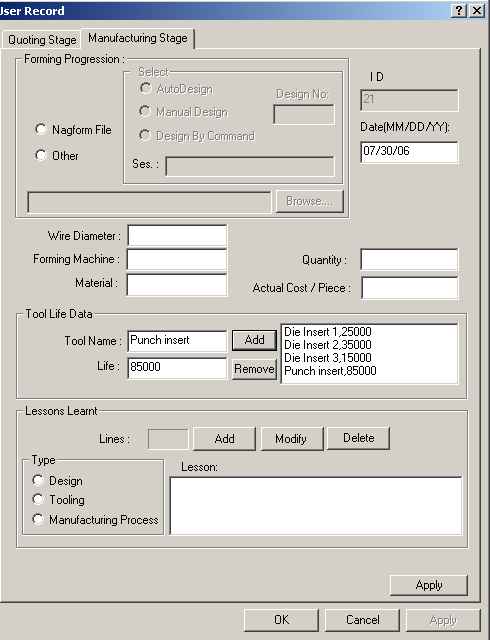 User Record
Quoting Stage Manufacturing Stage
Forming Progression :
Select
AutoDesign
Design No:
Manual Design
Design By Command
Nagform File
Other
Ses. :
Browse....
I D
21
Date(MM/DD/YY):
07/30/06
Wire Diameter :
Forming Machine :
Material :
Quantity :
Actual Cost / Piece :
Tool Life Data
Tool Name : Punch insert Add
Life : 85000 Remove
Die Insert 1,25000
Die Insert 2,35000
Die Insert 3,15000
Punch insert,85000
Lessons Learnt
Lines : Add Modify Delete
Type
Design
Tooling
Manufacturing Process
Lesson:
Apply
OK Cancel Apply